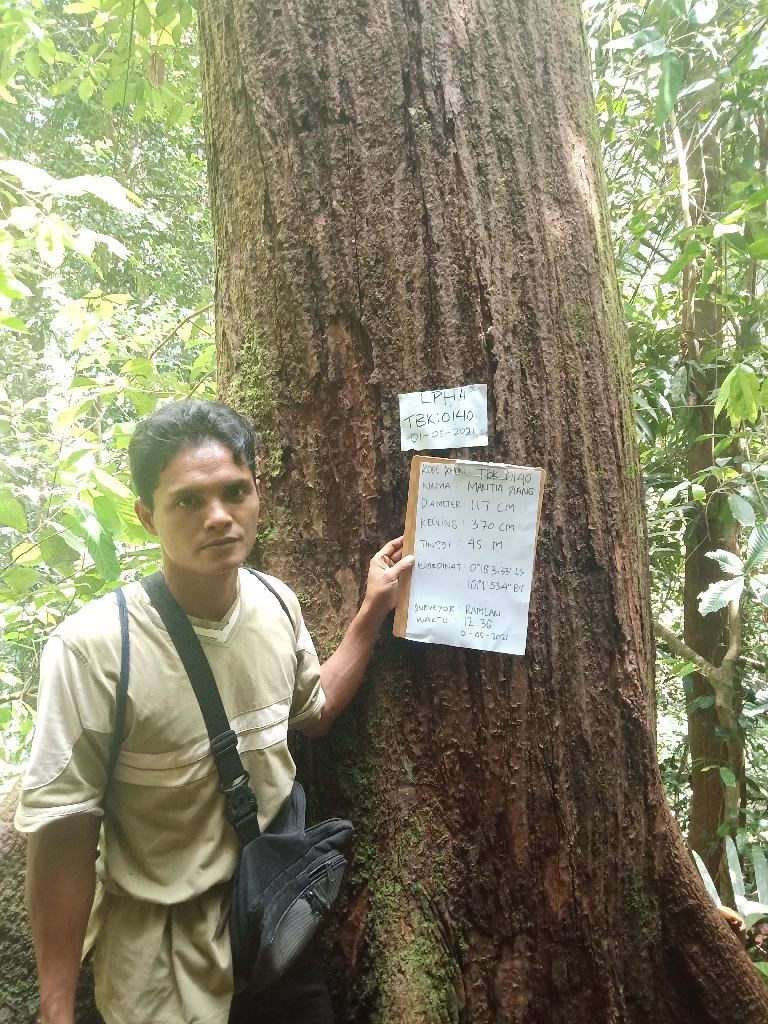 LPHA
TBK:0140
01-05-2021
KODE POHON TBK 0140
NAMA : MANTIA PIANG
DIAMETER : 117 CM
KELILING : 370 CM
TINGGI : 45 M
KOORDINAT : 0°18'3.33" LS
101°1'53.4" BT
SURVEYOR : RAMLAN
WAKTU : 12.36
01-05-2021